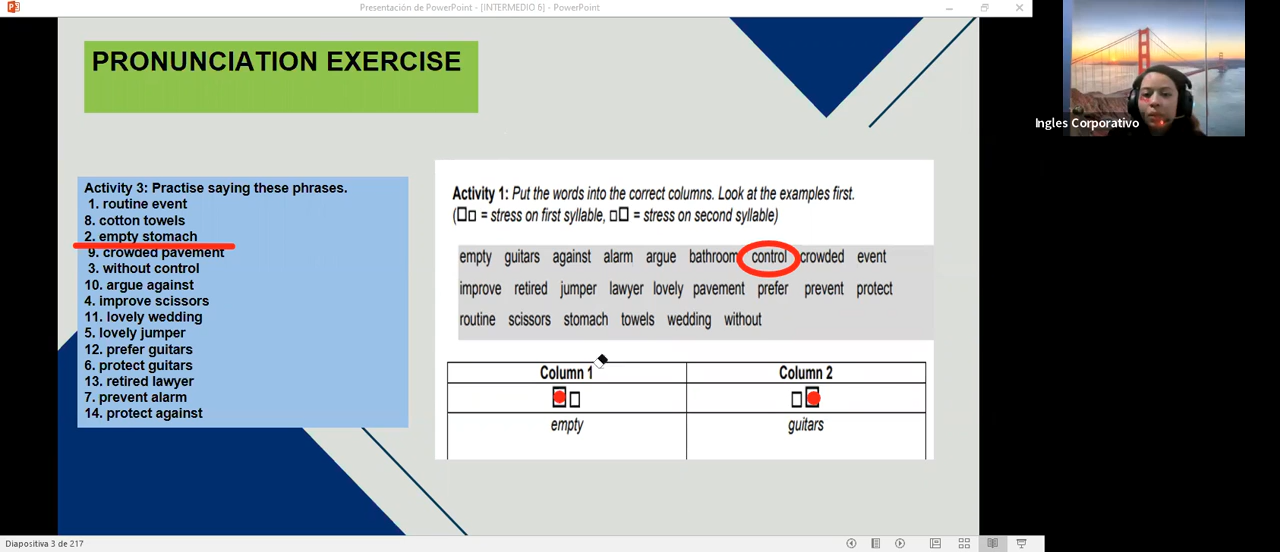 Presentación de PowerPoint - [INTERMEDIO 6] - PowerPoint
PRONUNCIATION EXERCISE
Ingles Corporativo
Activity 3: Practise saying these phrases.
1. routine event
8. cotton towels
2. empty stomach
9. crowded pavement
3. without control
10. argue against
4. improve scissors
11. lovely wedding
5. lovely jumper
12. prefer guitars
6. protect guitars
13. retired lawyer
7. prevent alarm
14. protect against
Activity 1: Put the words into the correct columns. Look at the examples first.
(□□ = stress on first syllable, □□ = stress on second syllable)
empty guitars against alarm argue bathroom control crowded event
improve retired jumper lawyer lovely pavement prefer prevent protect
routine scissors stomach towels wedding without
Column 1 Column 2
empty guitars
Diapositiva 3 de 217